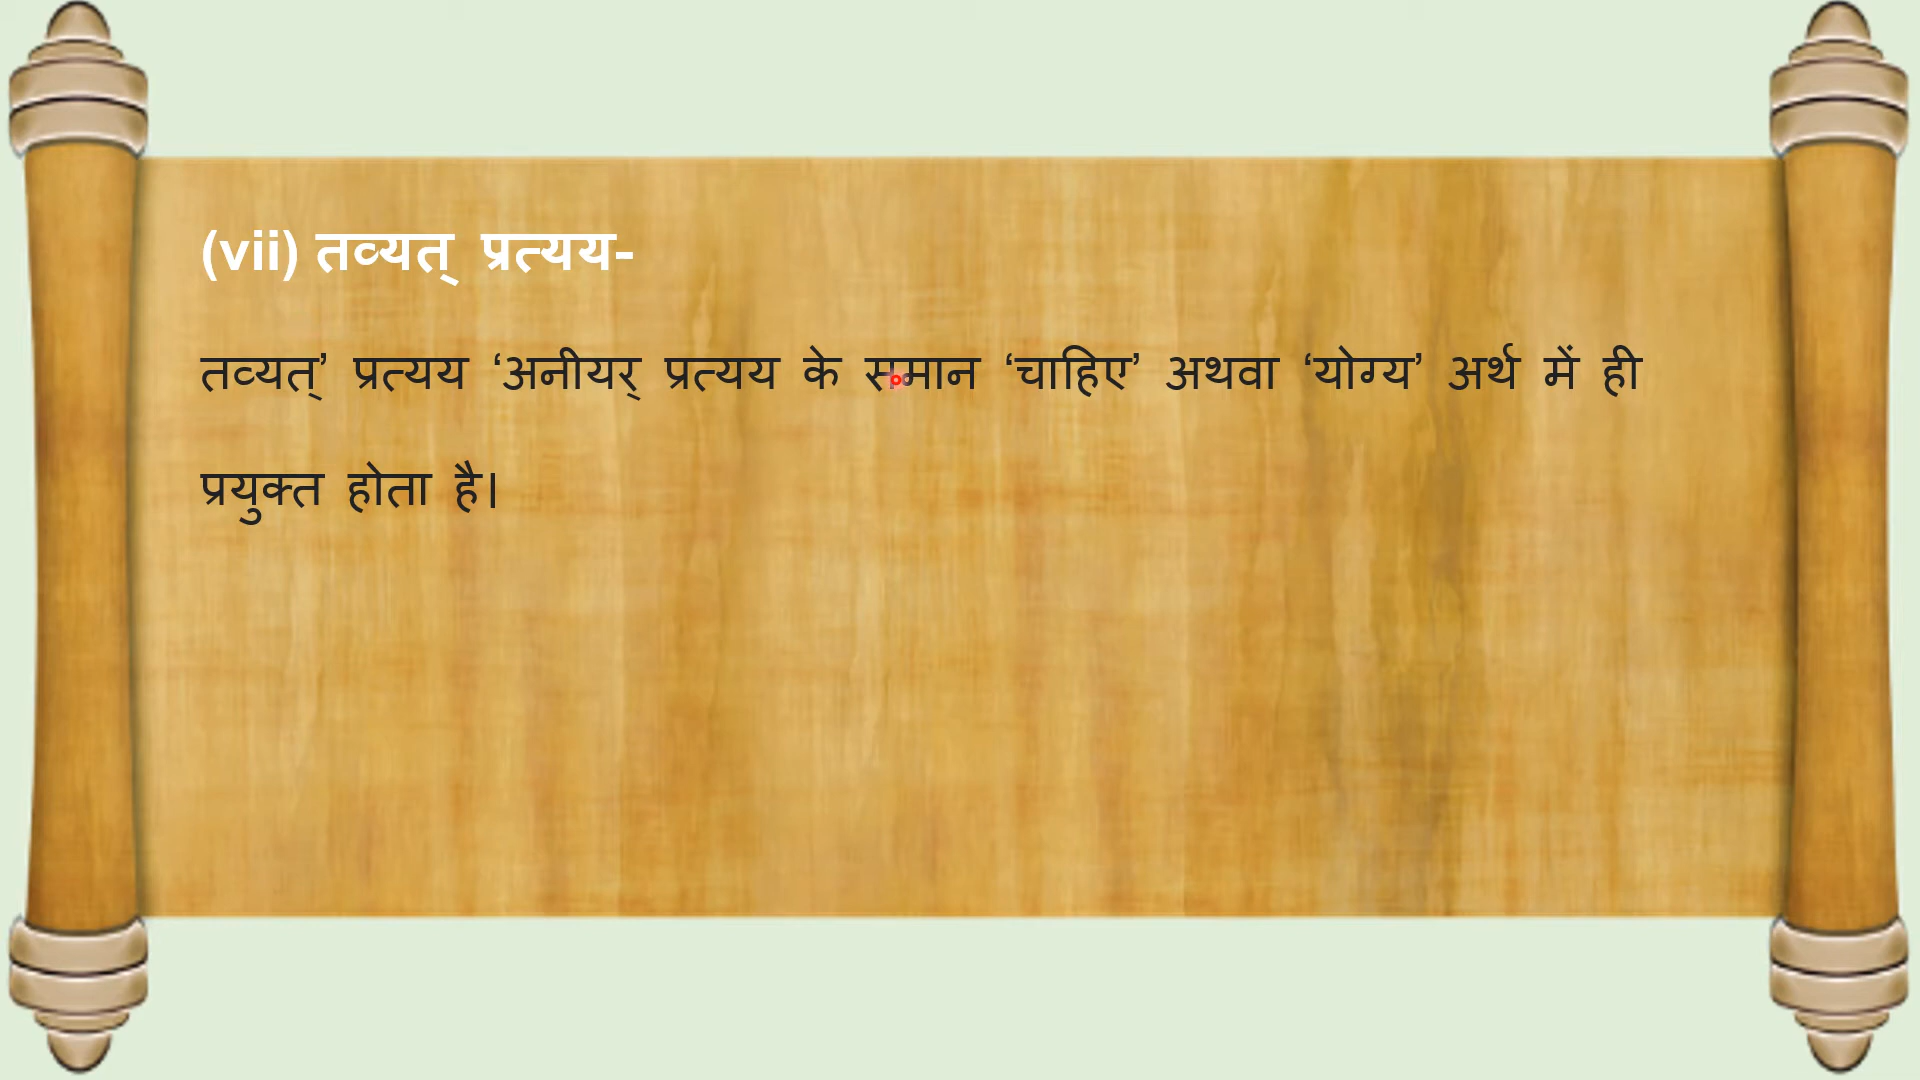 (vii) तव्यत् प्रत्यय-
तव्यत्’ प्रत्यय ‘अनीयर् प्रत्यय के समान ‘चाहिए’ अथवा ‘योग्य’ अर्थ में ही
प्रयुक्त होता है।